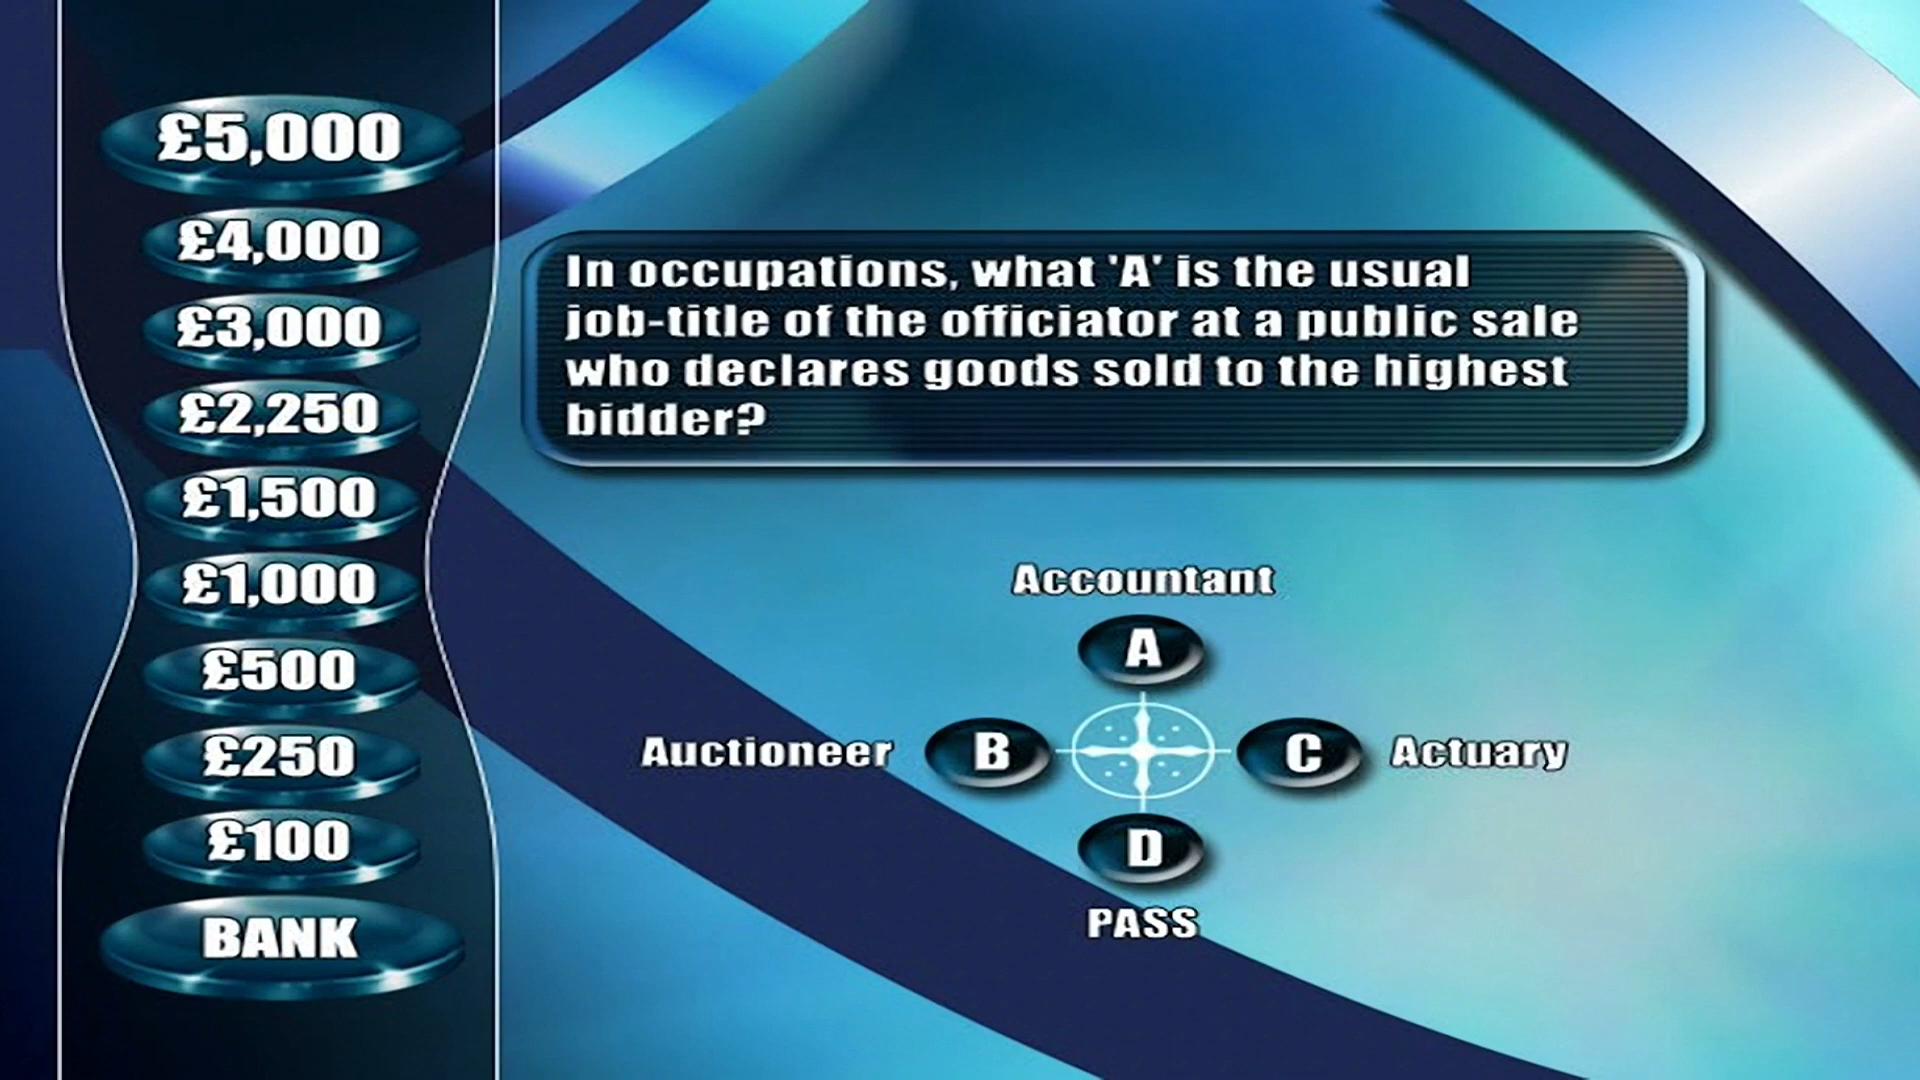 £5,000
£4,000
£3,000
£2,250
£1,500
£1,000
£500
£250
£100
BANK
In occupations, what 'A' is the usual
job-title of the officiator at a public sale
who declares goods sold to the highest
bidder?
Accountant
A
Auctioneer
B
C
Actuary
D
PASS